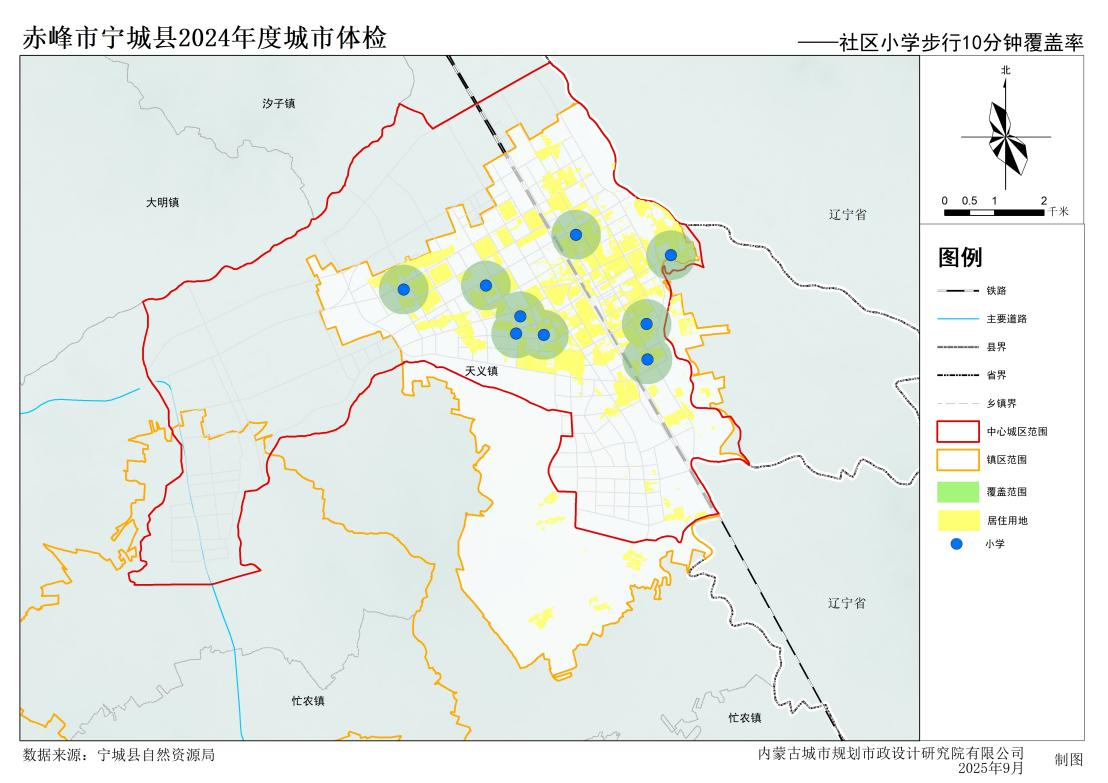 赤峰市宁城县2024年度城市体检
——社区小学步行10分钟覆盖率
汐子镇
大明镇
辽宁省
天义镇
辽宁省
忙农镇
忙农镇
北
0 0.5 1 2 千米
图例
铁路
主要道路
县界
省界
乡镇界
中心城区范围
镇区范围
覆盖范围
居住用地
小学
数据来源：宁城县自然资源局
内蒙古城市规划市政设计研究院有限公司 制图
2025年9月